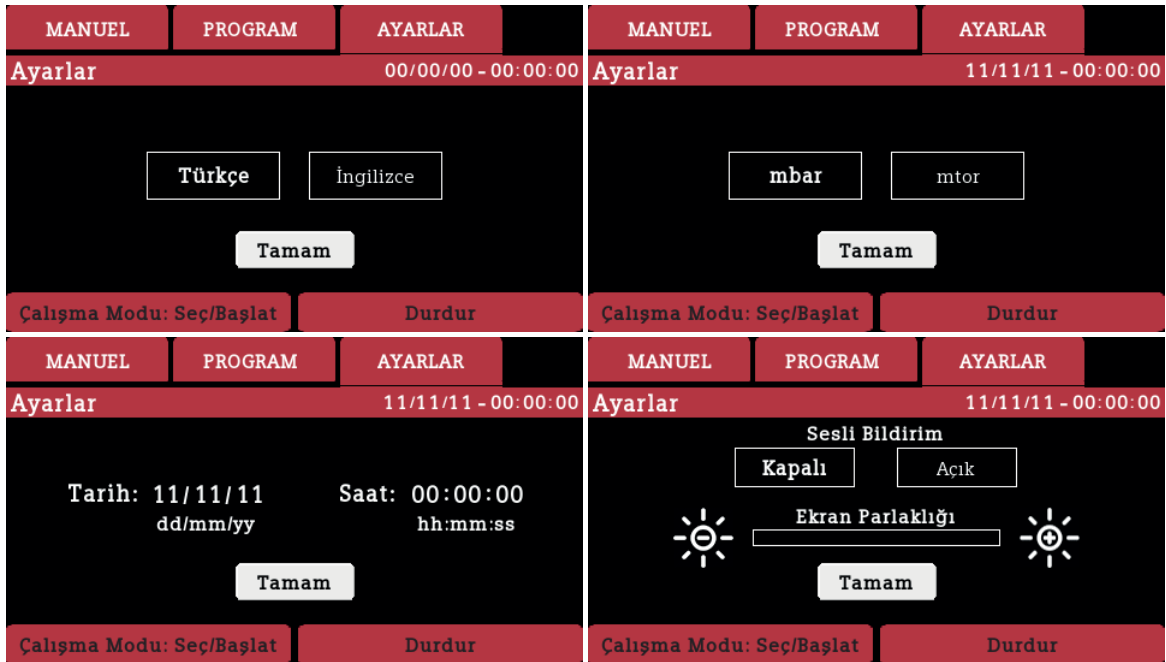 MANUEL PROGRAM AYARLAR
Ayarlar 00/00/00 - 00:00:00
Türkçe İngilizce
Tamam
Çalışma Modu: Seç/Başlat Durdur
MANUEL PROGRAM AYARLAR
Ayarlar 11/11/11 - 00:00:00
mbar mtor
Tamam
Çalışma Modu: Seç/Başlat Durdur
MANUEL PROGRAM AYARLAR
Ayarlar 11/11/11 - 00:00:00
Tarih: 11/11/11 Saat: 00:00:00
dd/mm/yy hh:mm:ss
Tamam
Çalışma Modu: Seç/Başlat Durdur
MANUEL PROGRAM AYARLAR
Ayarlar 11/11/11 - 00:00:00
Sesli Bildirim
Kapalı Açık
Ekran Parlaklığı
Tamam
Çalışma Modu: Seç/Başlat Durdur